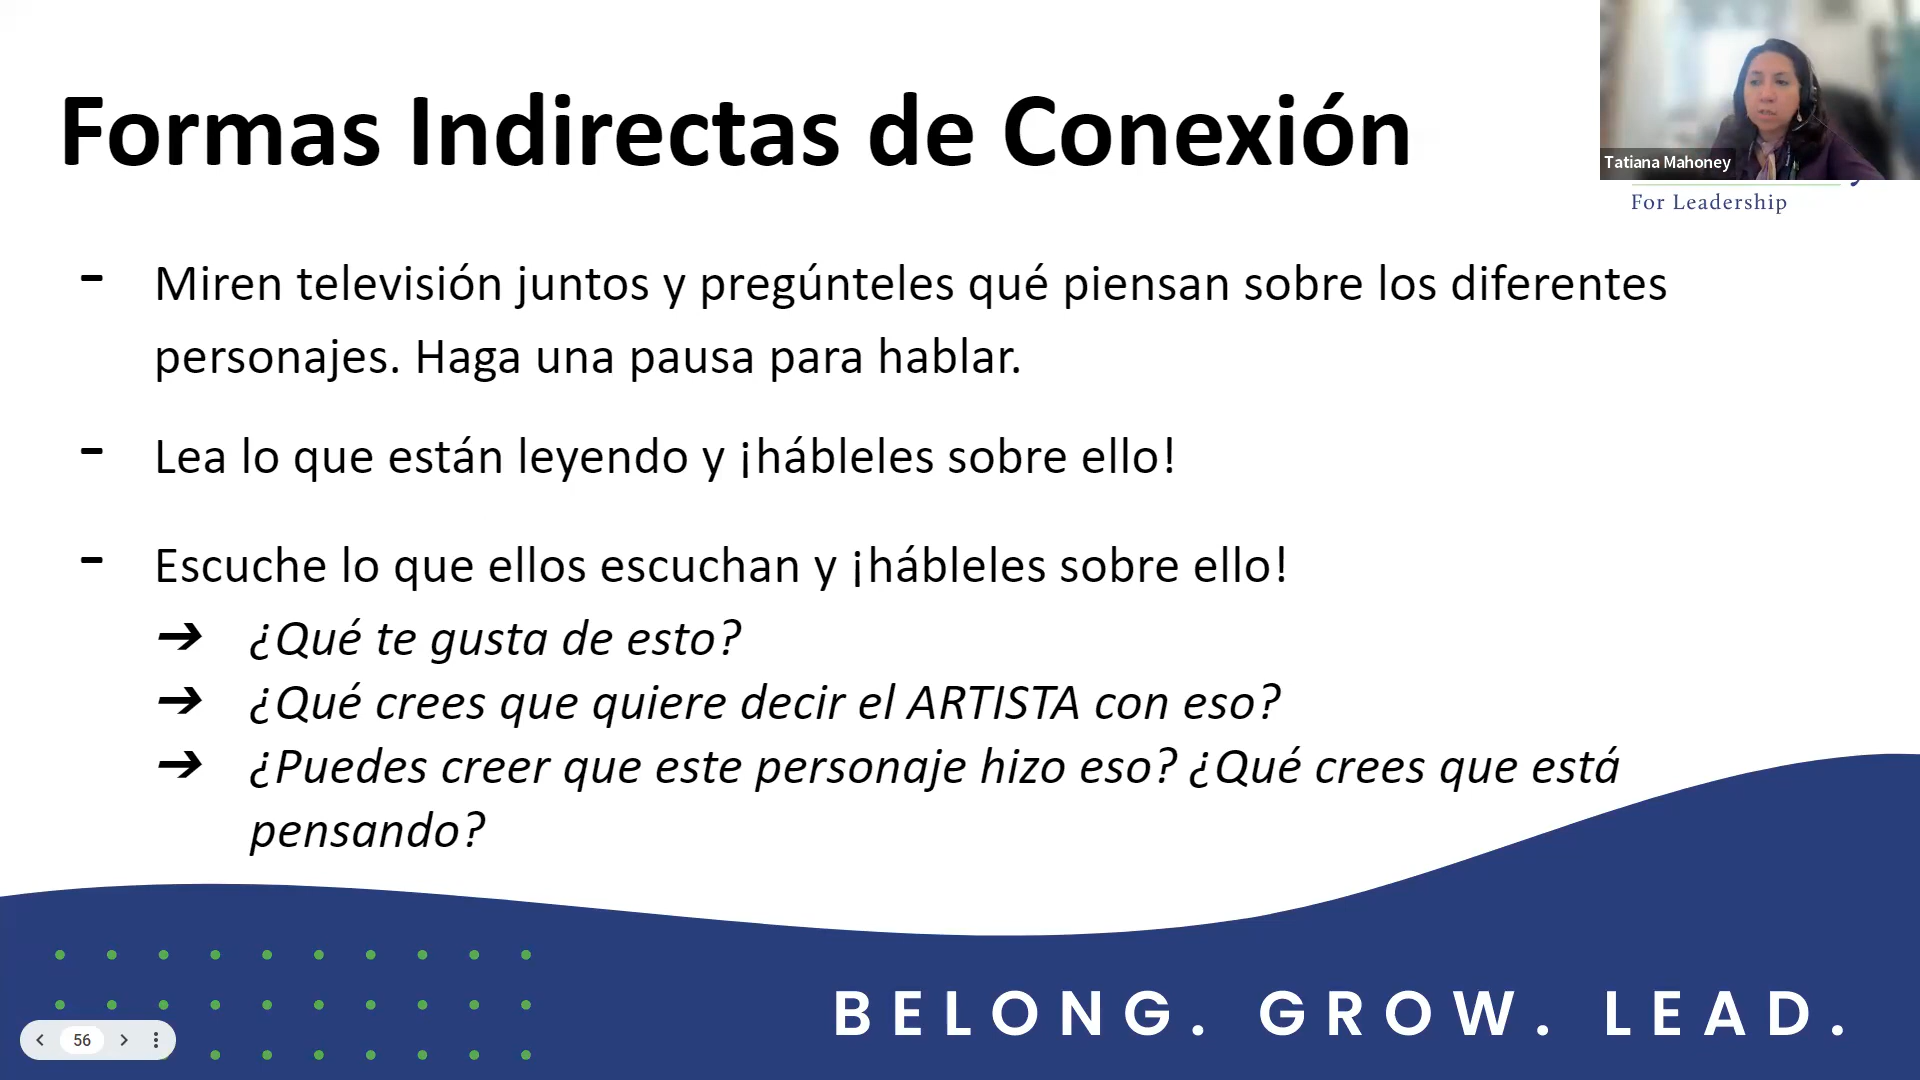 Formas Indirectas de Conexión
Tatiana Mahoney
For Leadership
- Miren televisión juntos y pregúnteles qué piensan sobre los diferentes
personajes. Haga una pausa para hablar.
- Lea lo que están leyendo y ¡hábleles sobre ello!
- Escuche lo que ellos escuchan y ¡hábleles sobre ello!
➔ ¿Qué te gusta de esto?
➔ ¿Qué crees que quiere decir el ARTISTA con eso?
➔ ¿Puedes creer que este personaje hizo eso? ¿Qué crees que está
pensando?
BELONG. GROW. LEAD.
56